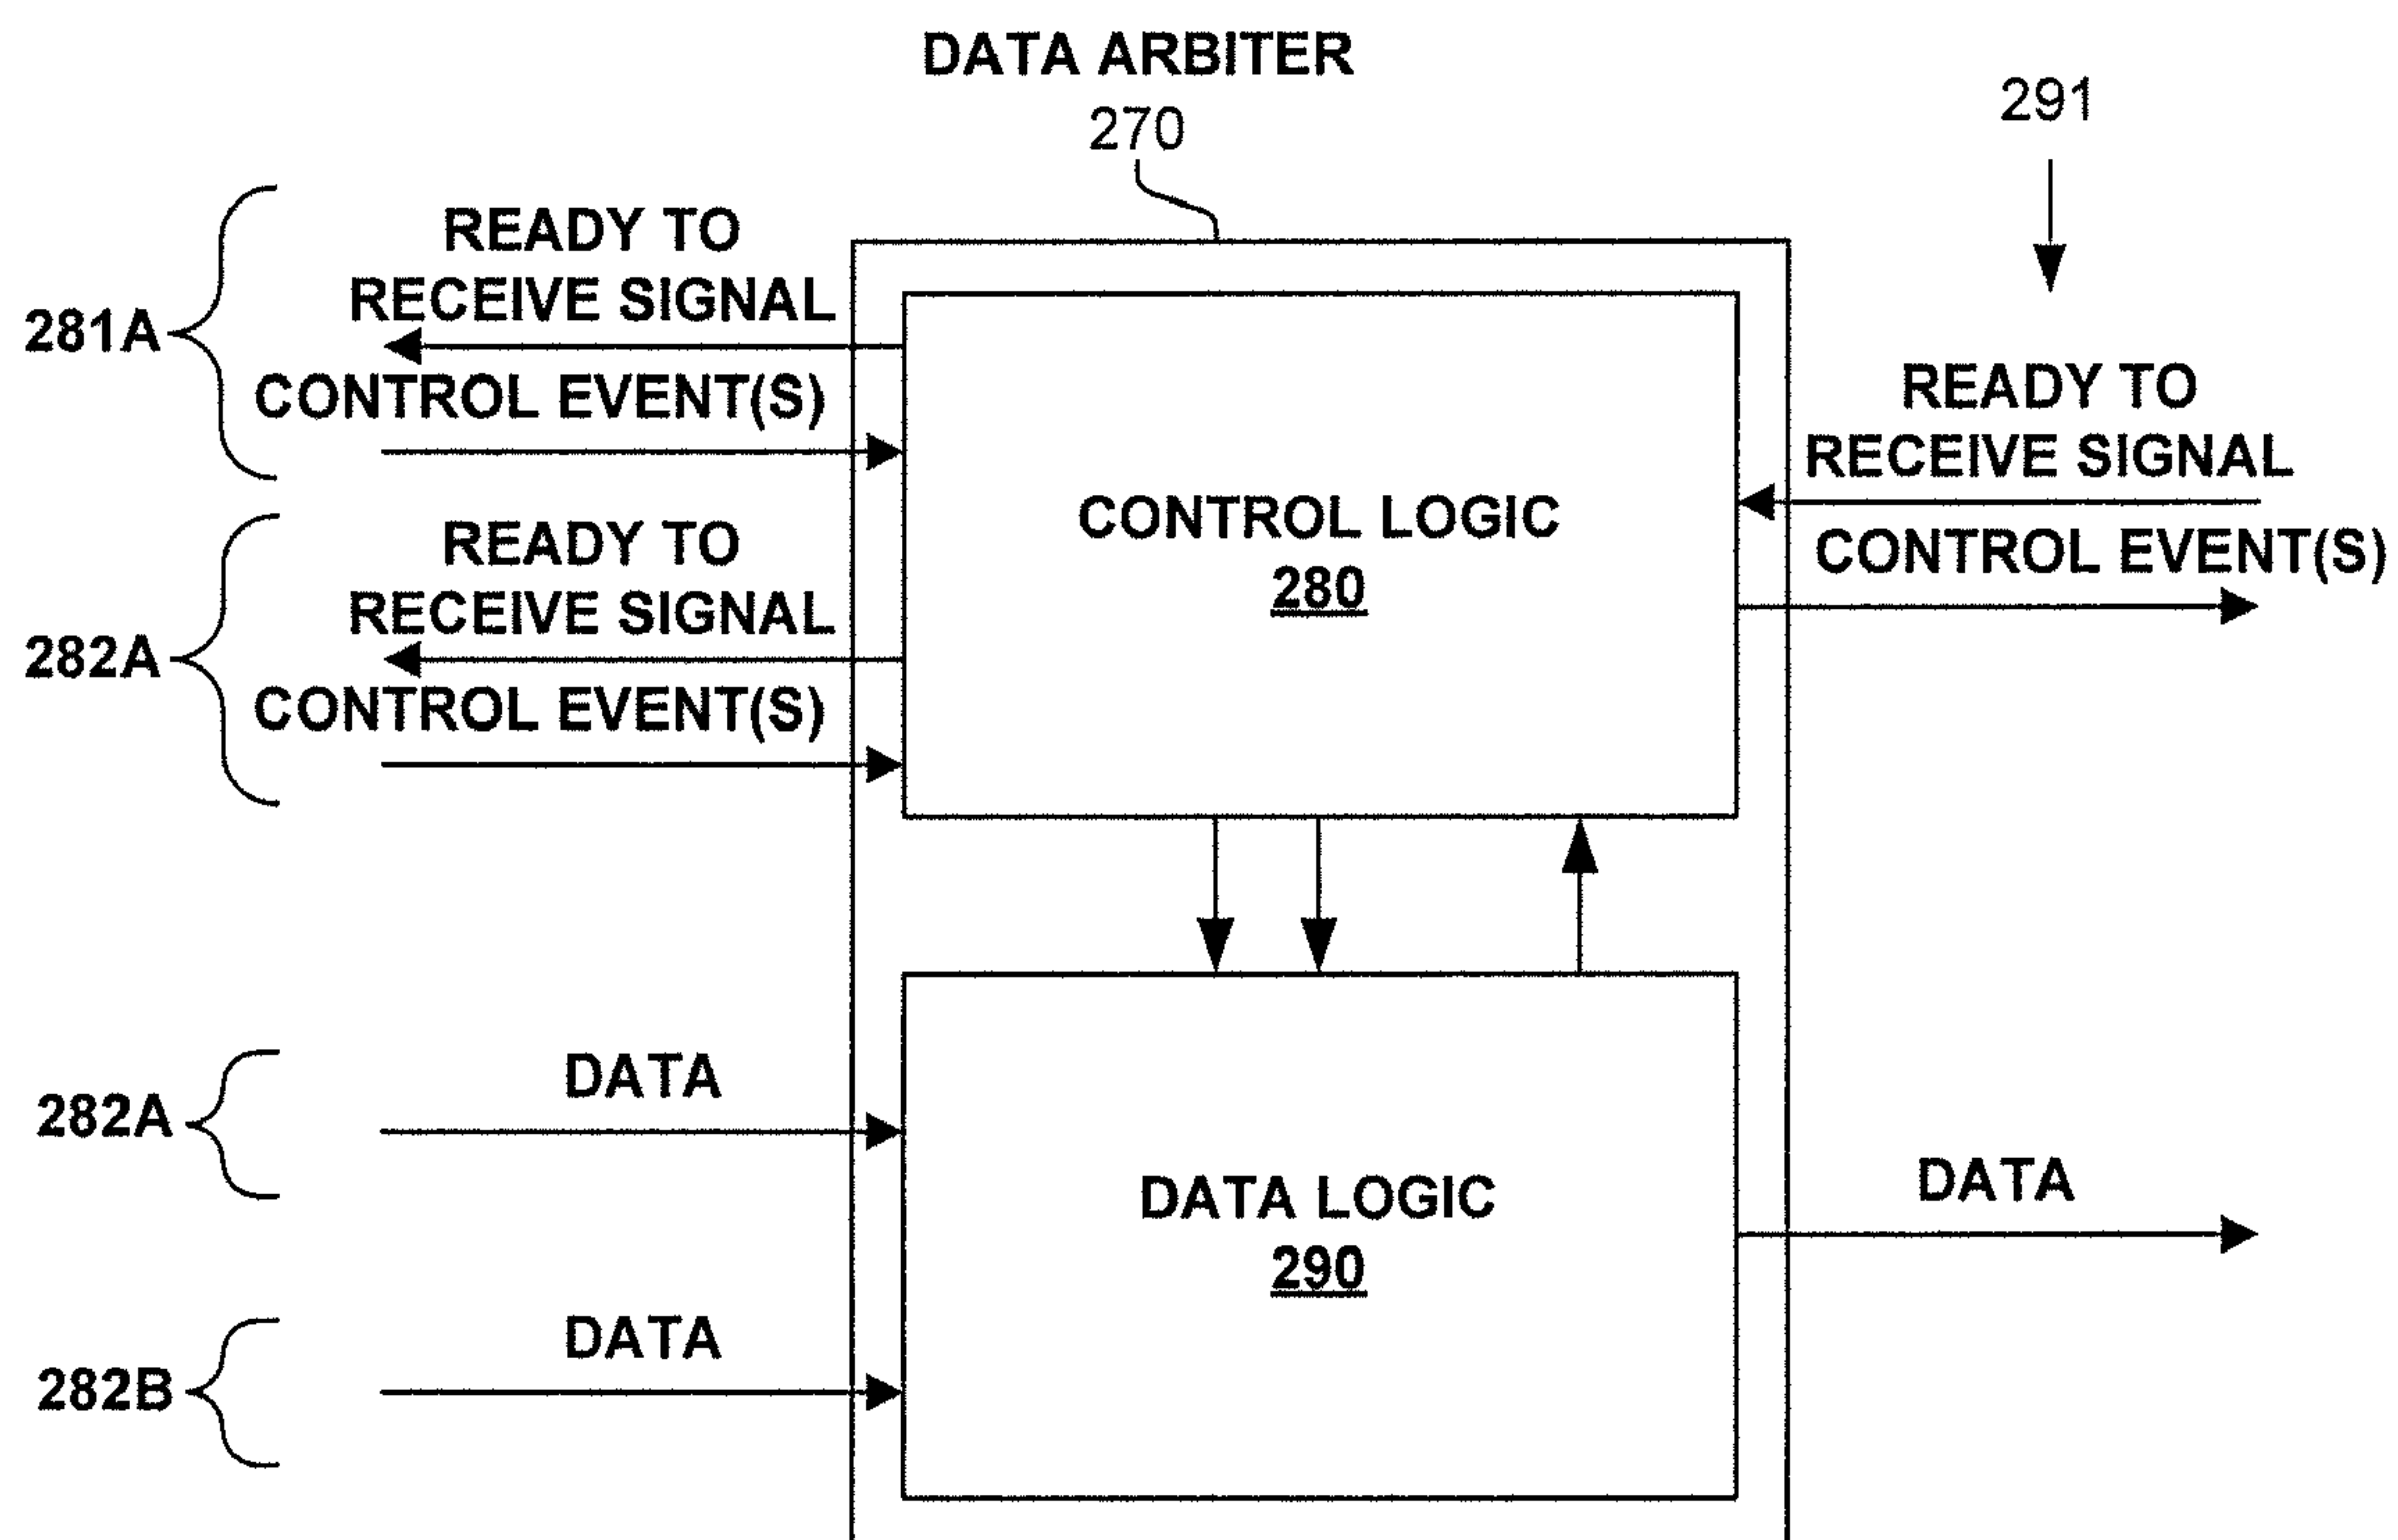 DATA ARBITER
270
291
READY TO
RECEIVE SIGNAL
281A
CONTROL EVENT(S)
READY TO
RECEIVE SIGNAL
282A
CONTROL EVENT(S)
CONTROL LOGIC
280
READY TO
RECEIVE SIGNAL
CONTROL EVENT(S)
282A
DATA
282B
DATA
DATA LOGIC
290
DATA